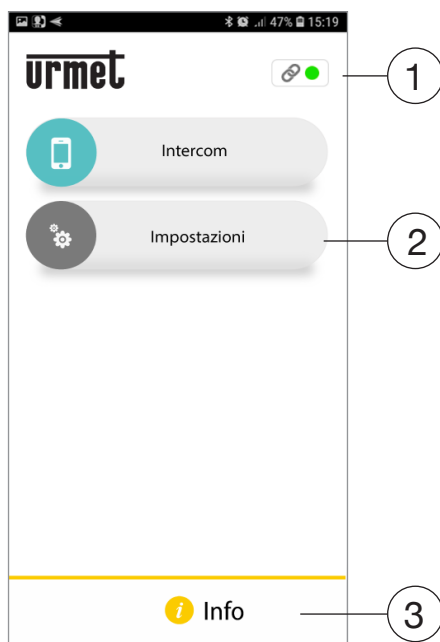 47% 15:19
urmet
1
Intercom
Impostazioni
2
i Info
3